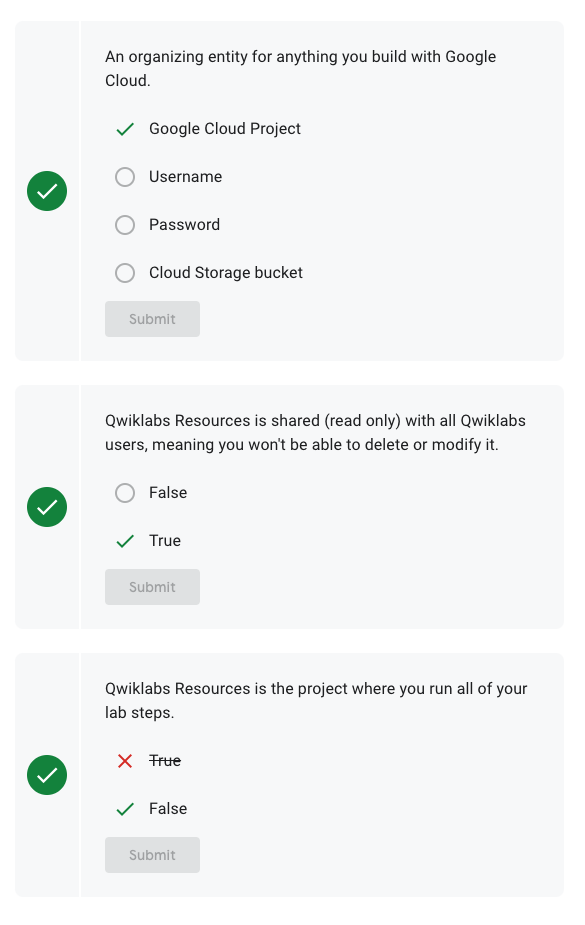 An organizing entity for anything you build with Google
Cloud.
Google Cloud Project
Username
Password
Cloud Storage bucket
Submit
Qwiklabs Resources is shared (read only) with all Qwiklabs
users, meaning you won't be able to delete or modify it.
False
True
Submit
Qwiklabs Resources is the project where you run all of your
lab steps.
True
False
Submit